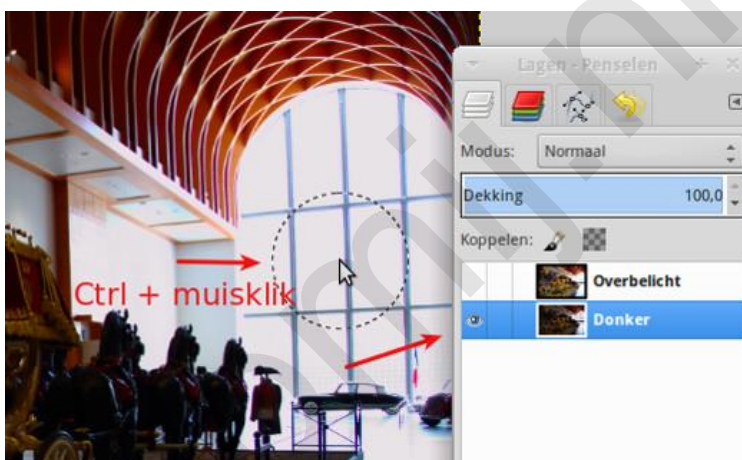 Lagen - Penselen
Modus: Normaal
Dekking 100,0
Koppelen:
Overbelicht
Donker
Ctrl + muisklik